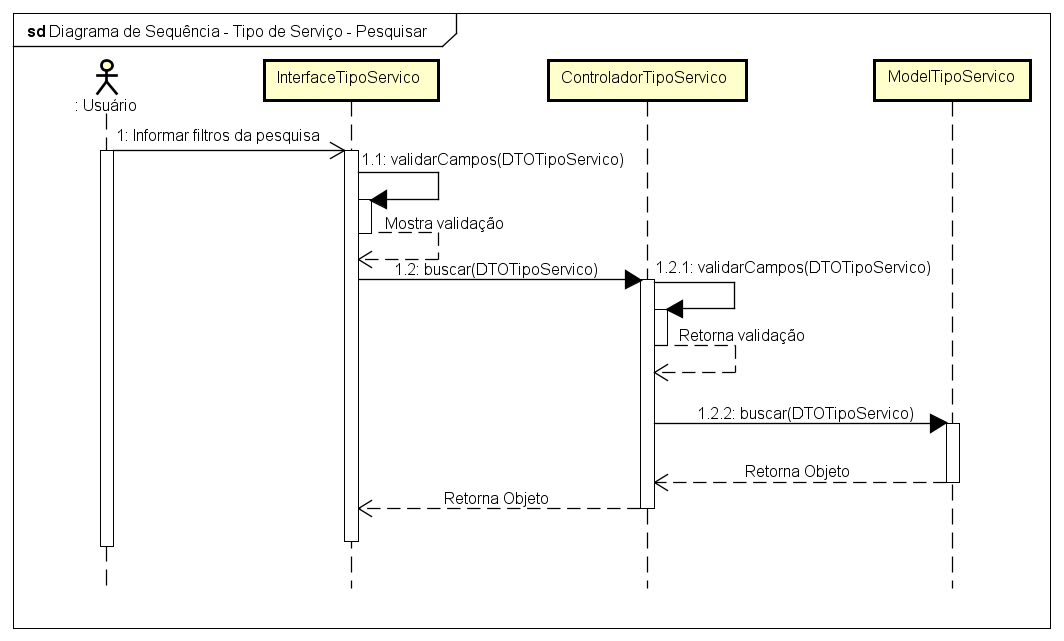 sd Diagrama de Sequência - Tipo de Serviço - Pesquisar
: Usuário
InterfaceTipoServico
ControladorTipoServico
ModelTipoServico
1: Informar filtros da pesquisa
1.1: validarCampos(DTOTipoServico)
Mostra validação
1.2: buscar(DTOTipoServico)
1.2.1: validarCampos(DTOTipoServico)
Retorna validação
1.2.2: buscar(DTOTipoServico)
Retorna Objeto
Retorna Objeto